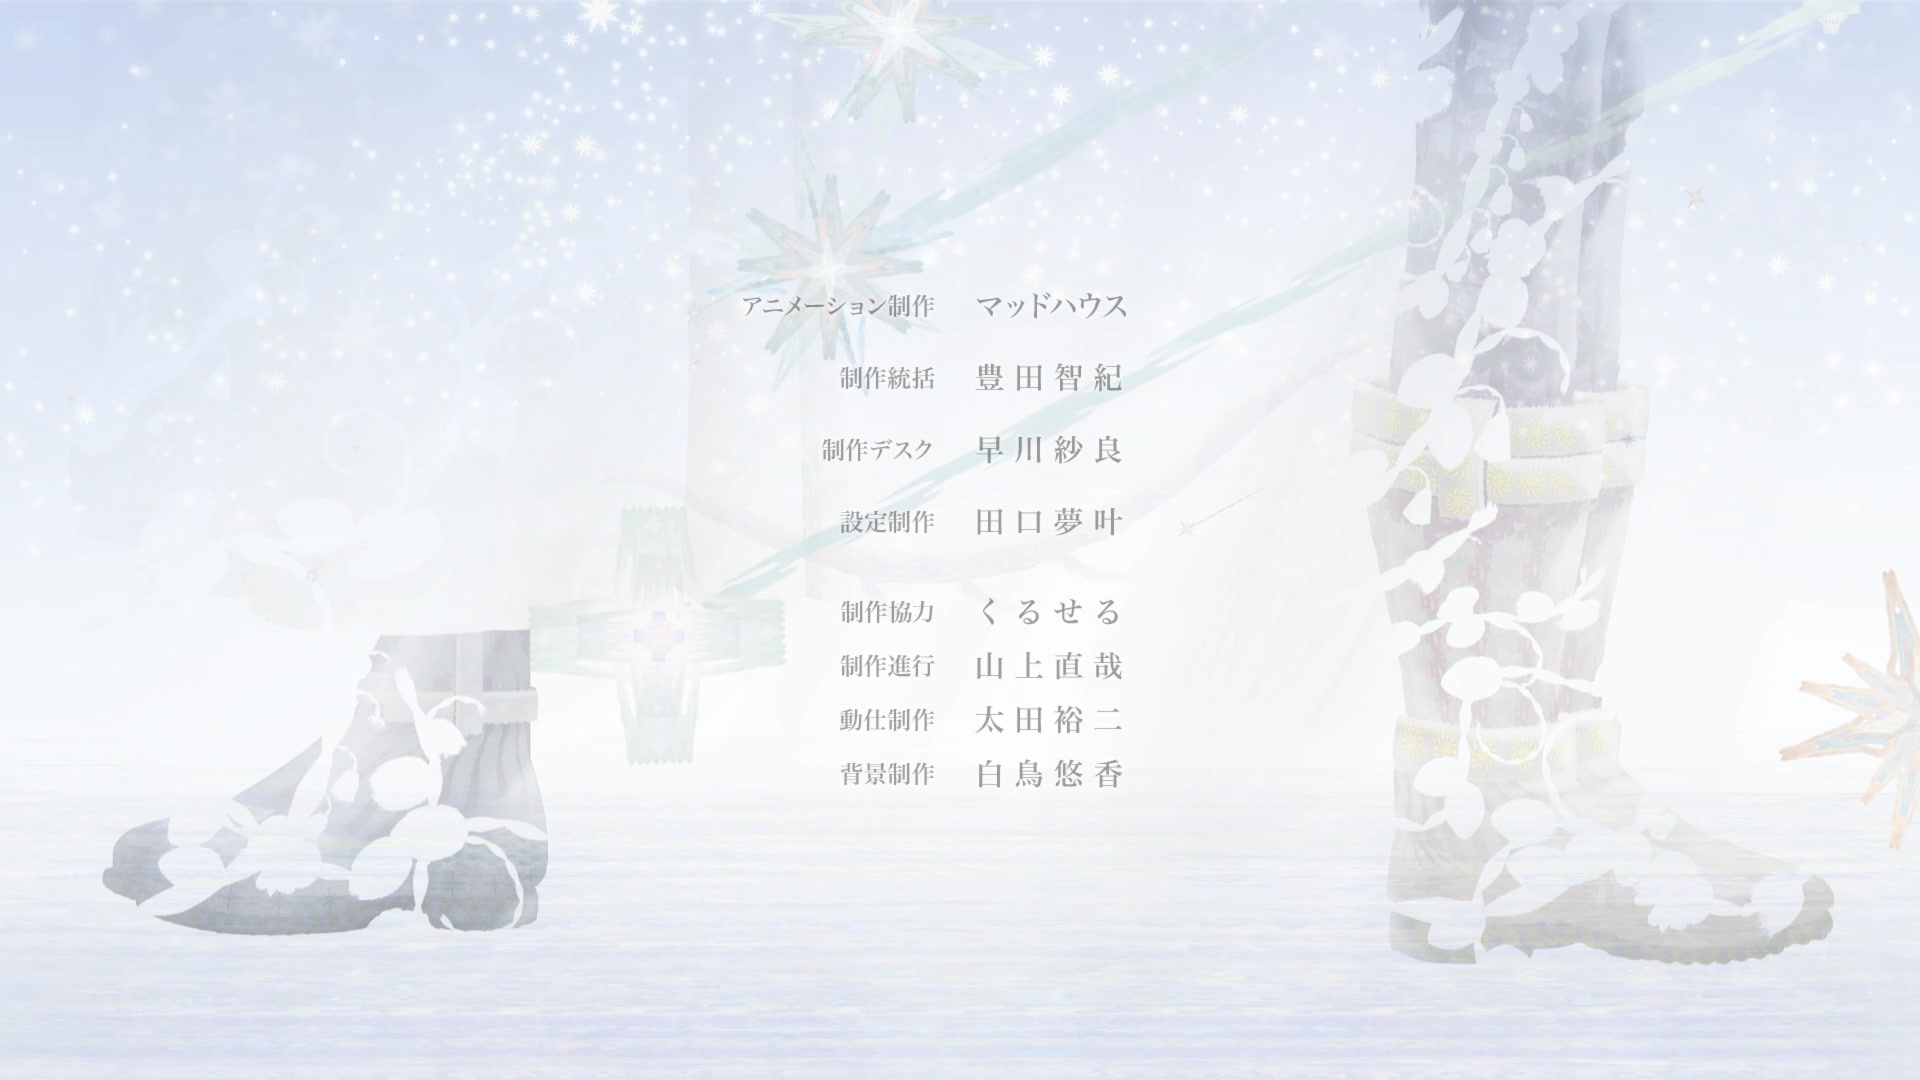 アニメーション制作 マッドハウス
制作統括 豊田智紀
制作デスク 早川紗良
設定制作 田口夢叶
制作協力 くるせる
制作進行 山上直哉
動仕制作 太田裕二
背景制作 白鳥悠香